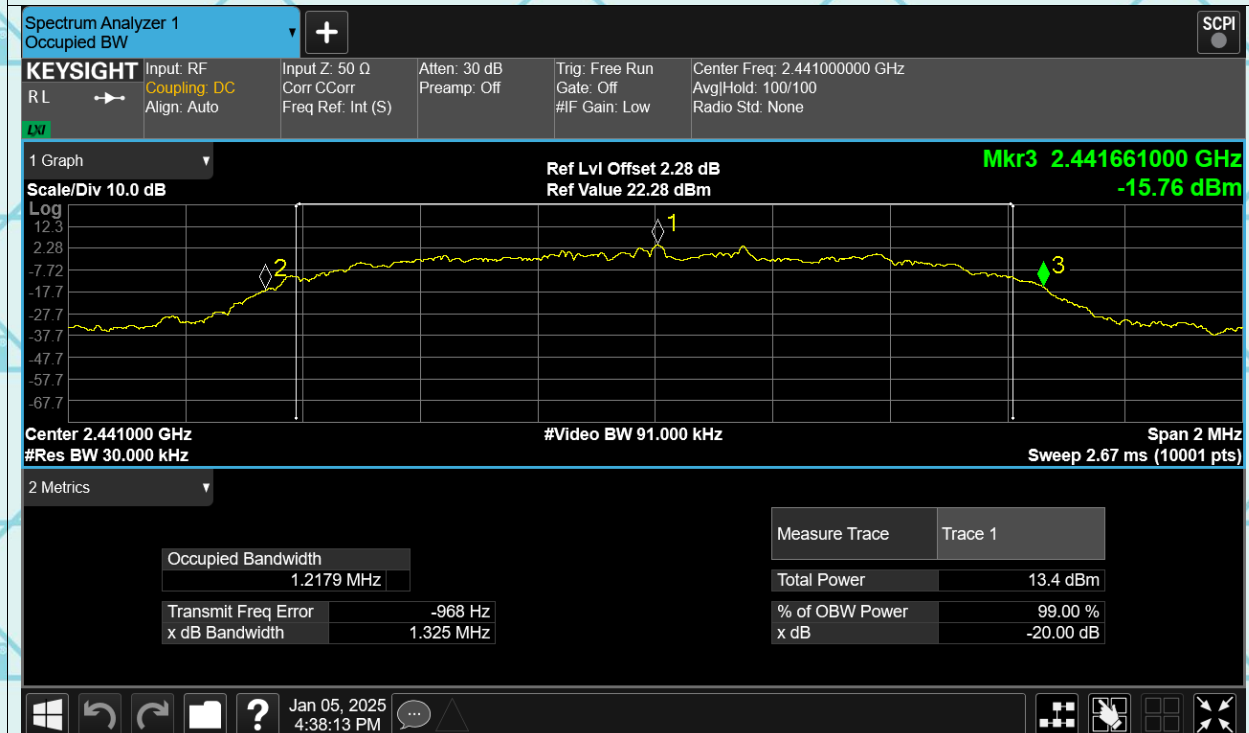 Spectrum Analyzer 1
Occupied BW
+
SCPI
KEYSIGHT
RL
LXI
Input: RF
Coupling: DC
Align: Auto
Input Z: 50 Ω
Corr CCorr
Freq Ref: Int (S)
Atten: 30 dB
Preamp: Off
Trig: Free Run
Gate: Off
#IF Gain: Low
Center Freq: 2.441000000 GHz
Avg|Hold: 100/100
Radio Std: None
1 Graph
Scale/Div 10.0 dB
Ref Lvl Offset 2.28 dB
Ref Value 22.28 dBm
Mkr3 2.441661000 GHz
-15.76 dBm
Log
12.3
2.28
-7.72
-17.7
-27.7
-37.7
-47.7
-57.7
-67.7
1
2
3
Center 2.441000 GHz
#Video BW 91.000 kHz
Span 2 MHz
#Res BW 30.000 kHz
Sweep 2.67 ms (10001 pts)
2 Metrics
Occupied Bandwidth
1.2179 MHz
Transmit Freq Error -968 Hz
x dB Bandwidth 1.325 MHz
Measure Trace Trace 1
Total Power 13.4 dBm
% of OBW Power 99.00 %
x dB -20.00 dB
?
Jan 05, 2025
4:38:13 PM